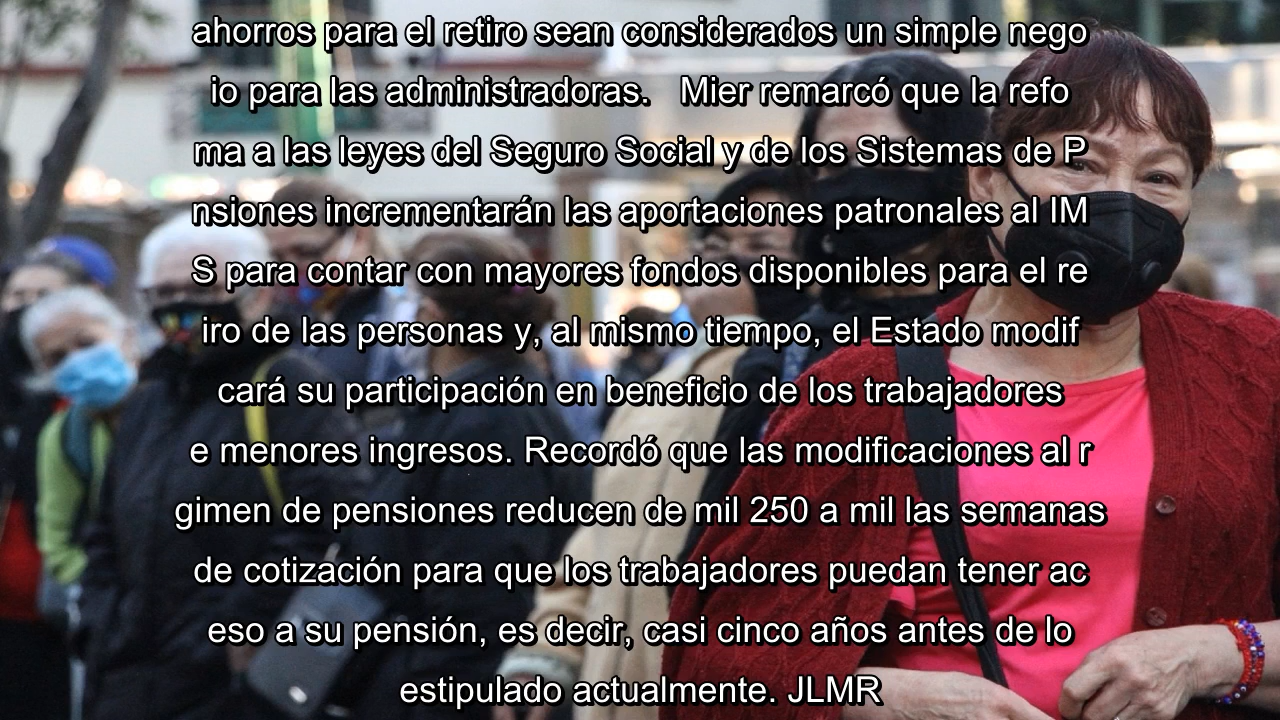 ahorros para el retiro sean considerados un simple nego
io para las administradoras.   Mier remarcó que la refo
ma a las leyes del Seguro Social y de los Sistemas de P
nsiones incrementarán las aportaciones patronales al IM
S para contar con mayores fondos disponibles para el re
iro de las personas y, al mismo tiempo, el Estado modif
cará su participación en beneficio de los trabajadores
e menores ingresos. Recordó que las modificaciones al r
gimen de pensiones reducen de mil 250 a mil las semanas
de cotización para que los trabajadores puedan tener ac
eso a su pensión, es decir, casi cinco años antes de lo
estipulado actualmente. JLMR